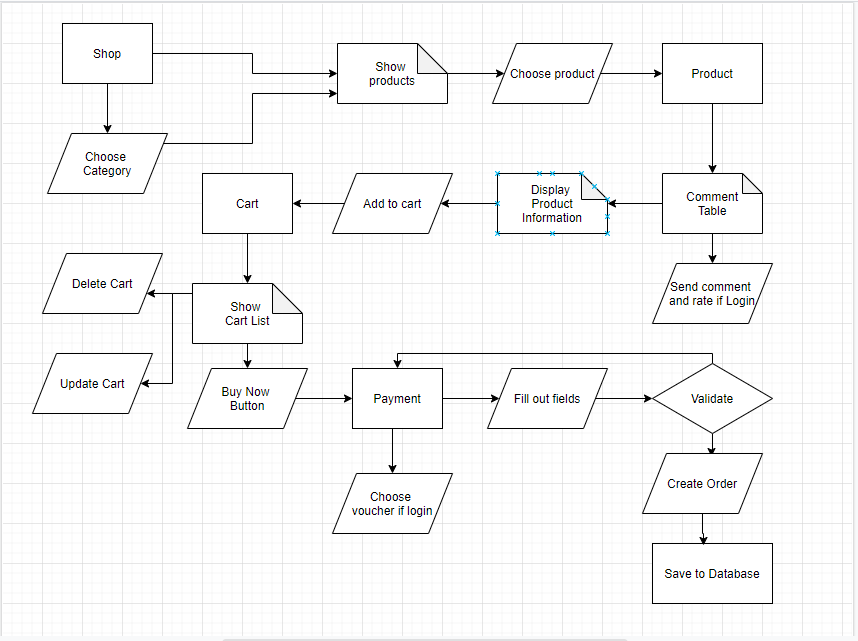 Shop
Show
products
Choose product
Product
Choose
Category
Cart
Add to cart
Display
Product
Information
Comment
Table
Delete Cart
Show
Cart List
Send comment
and rate if Login
Update Cart
Buy Now
Button
Payment
Fill out fields
Validate
Choose
voucher if login
Create Order
Save to Database